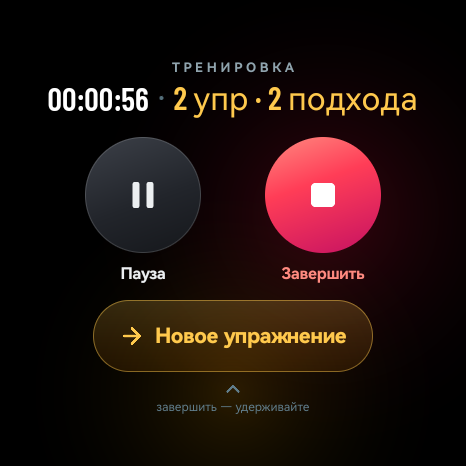 ТРЕНИРОВКА
00:00:56 · 2 упр · 2 подхода
Пауза
Завершить
→ Новое упражнение
завершить — удерживайте